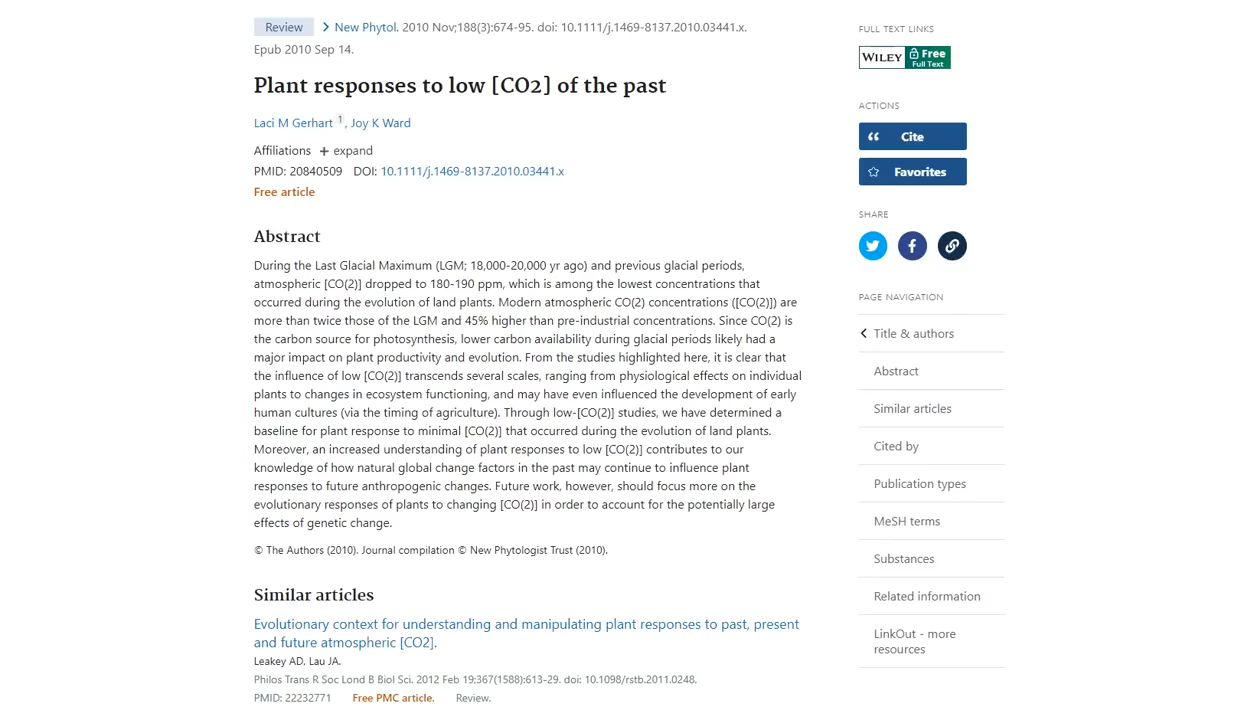 Review New Phytol. 2010 Nov;188(3):674-95. doi: 10.1111/j.1469-8137.2010.03441.x.
Epub 2010 Sep 14.
Plant responses to low [CO2] of the past
Laci M Gerhart 1, Joy K Ward
Affiliations + expand
PMID: 20840509 DOI: 10.1111/j.1469-8137.2010.03441.x
Free article
Abstract
During the Last Glacial Maximum (LGM; 18,000-20,000 yr ago) and previous glacial periods,
atmospheric [CO(2)] dropped to 180-190 ppm, which is among the lowest concentrations that
occurred during the evolution of land plants. Modern atmospheric CO(2) concentrations ([CO(2)]) are
more than twice those of the LGM and 45% higher than pre-industrial concentrations. Since CO(2) is
the carbon source for photosynthesis, lower carbon availability during glacial periods likely had a
major impact on plant productivity and evolution. From the studies highlighted here, it is clear that
the influence of low [CO(2)] transcends several scales, ranging from physiological effects on individual
plants to changes in ecosystem functioning, and may have even influenced the development of early
human cultures (via the timing of agriculture). Through low-[CO(2)] studies, we have determined a
baseline for plant response to minimal [CO(2)] that occurred during the evolution of land plants.
Moreover, an increased understanding of plant responses to low [CO(2)] contributes to our
knowledge of how natural global change factors in the past may continue to influence plant
responses to future anthropogenic changes. Future work, however, should focus more on the
evolutionary responses of plants to changing [CO(2)] in order to account for the potentially large
effects of genetic change.
© The Authors (2010). Journal compilation © New Phytologist Trust (2010).
Similar articles
Evolutionary context for understanding and manipulating plant responses to past, present
and future atmospheric [CO2].
Leakey AD, Lau JA.
Philos Trans R Soc Lond B Biol Sci. 2012 Feb 19;367(1588):613-29. doi: 10.1098/rstb.2011.0248.
PMID: 22232771 Free PMC article. Review.
FULL TEXT LINKS
WILEY Free
Full Text
ACTIONS
Cite
Favorites
SHARE
PAGE NAVIGATION
Title & authors
Abstract
Similar articles
Cited by
Publication types
MeSH terms
Substances
Related information
LinkOut - more
resources